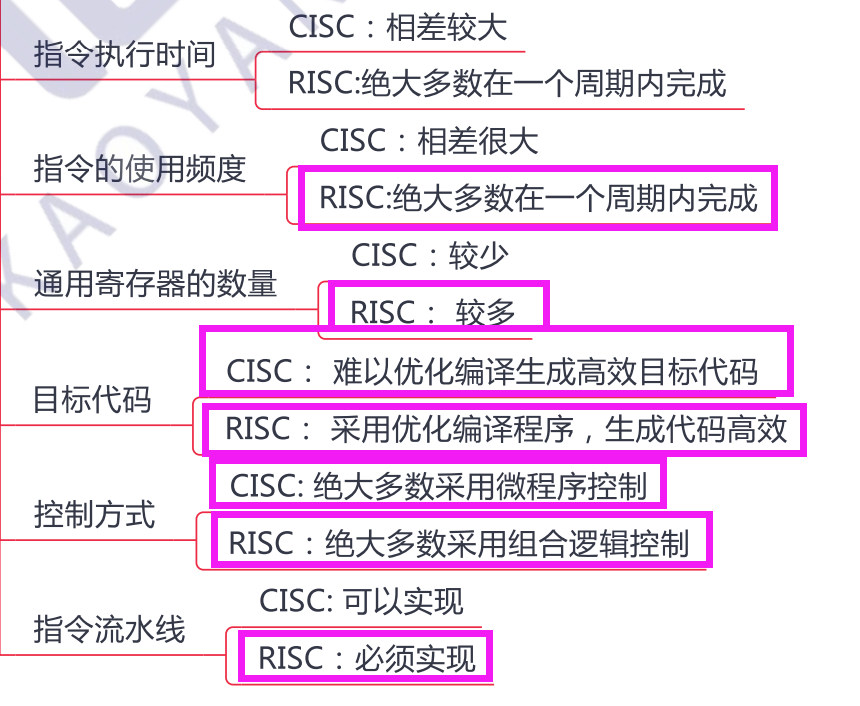 CISC：相差较大
指令执行时间
RISC:绝大多数在一个周期内完成
CISC：相差很大
指令的使用频度
RISC:绝大多数在一个周期内完成
CISC：较少
通用寄存器的数量
RISC： 较多
CISC： 难以优化编译生成高效目标代码
目标代码
RISC： 采用优化编译程序，生成代码高效
CISC: 绝大多数采用微程序控制
控制方式
RISC：绝大多数采用组合逻辑控制
CISC: 可以实现
指令流水线
RISC：必须实现
KAOYAN